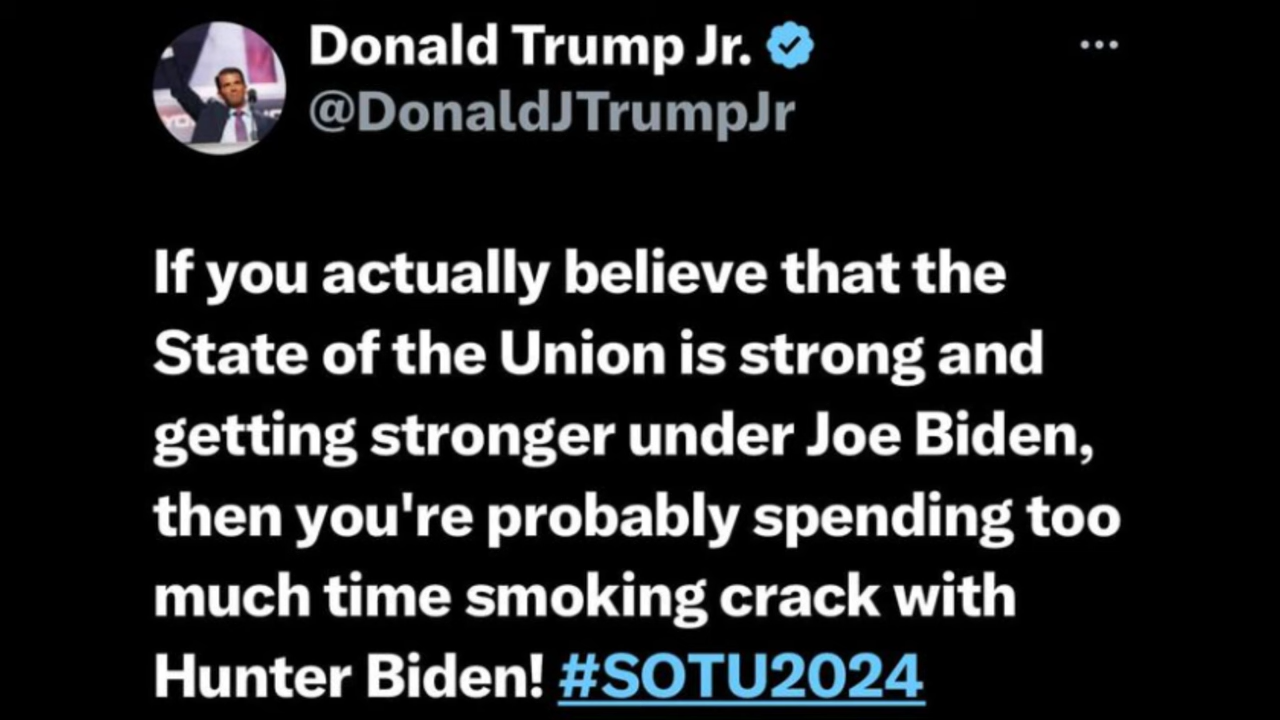 Donald Trump Jr.
@DonaldJTrumpJr
If you actually believe that the
State of the Union is strong and
getting stronger under Joe Biden,
then you're probably spending too
much time smoking crack with
Hunter Biden! #SOTU2024